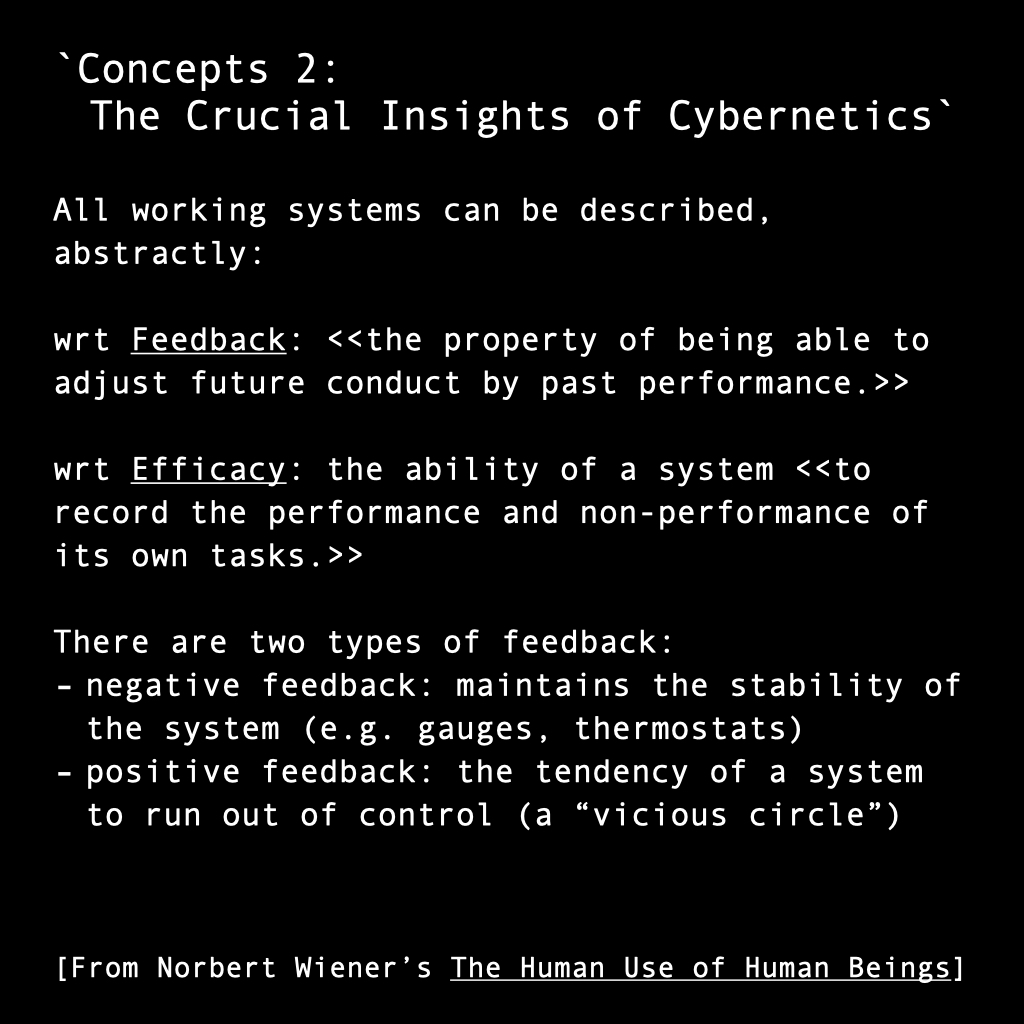 `Concepts 2:
The Crucial Insights of Cybernetics`
All working systems can be described,
abstractly:
wrt Feedback: <<the property of being able to
adjust future conduct by past performance.>>
wrt Efficacy: the ability of a system <<to
record the performance and non-performance of
its own tasks.>>
There are two types of feedback:
– negative feedback: maintains the stability of
the system (e.g. gauges, thermostats)
– positive feedback: the tendency of a system
to run out of control (a “vicious circle”)
[From Norbert Wiener’s The Human Use of Human Beings]